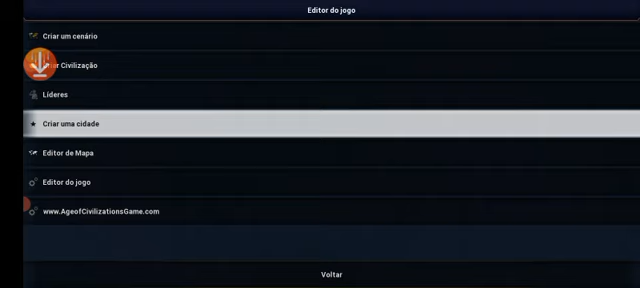 Editor do jogo
Criar um cenário
Civilização
Líderes
Criar uma cidade
Editor de Mapa
Editor do jogo
www.AgeofCivilizationsGame.com
Voltar